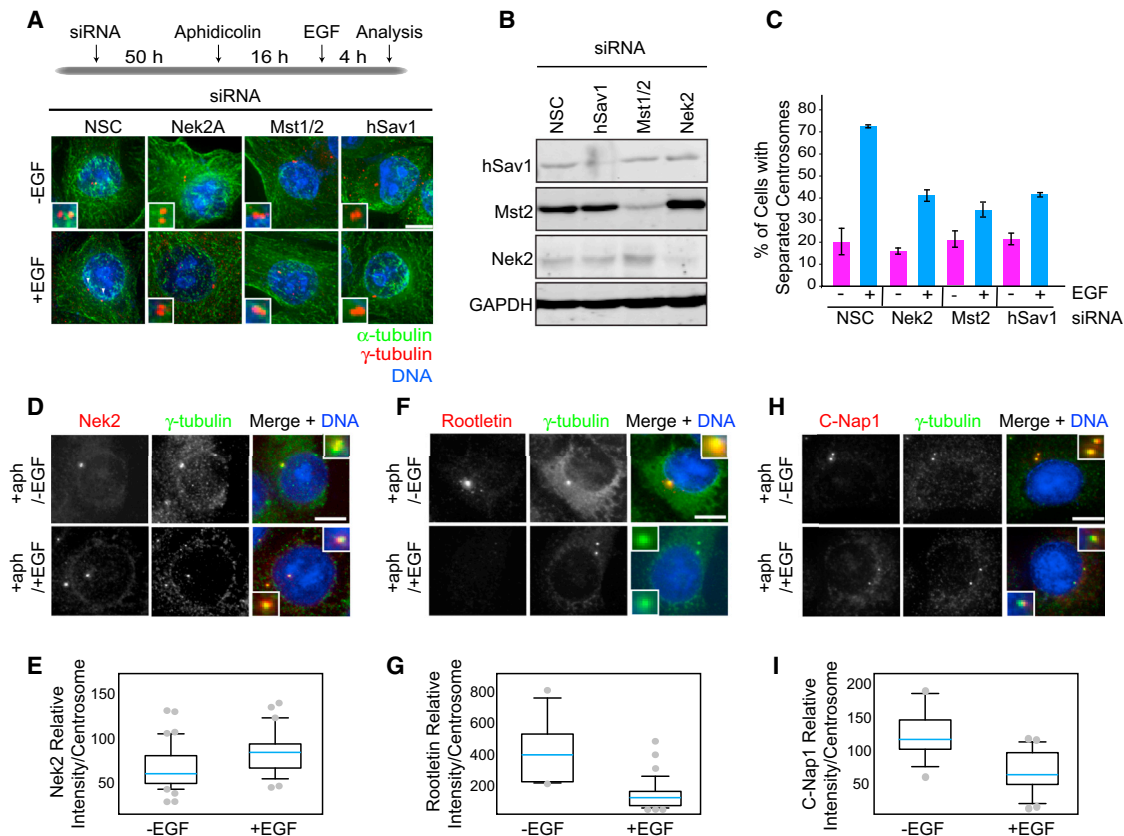 A
siRNA Aphidicolin EGF Analysis
50 h 16 h 4 h
siRNA
NSC Nek2A Mst1/2 hSav1
-EGF
+EGF
α-tubulin
γ-tubulin
DNA
B
siRNA
NSC hSav1 Mst1/2 Nek2
hSav1
Mst2
Nek2
GAPDH
C
% of Cells with
Separated Centrosomes
80
70
60
50
40
30
20
10
0
- + - + - + - + EGF
NSC Nek2 Mst2 hSav1 siRNA
D
Nek2 γ-tubulin Merge + DNA
+aph
/-EGF
+aph
/+EGF
F
Rootletin γ-tubulin Merge + DNA
+aph
/-EGF
+aph
/+EGF
H
C-Nap1 γ-tubulin Merge + DNA
+aph
/-EGF
+aph
/+EGF
E
Nek2 Relative
Intensity/Centrosome
150
100
50
-EGF +EGF
G
Rootletin Relative
Intensity/Centrosome
800
600
400
200
-EGF +EGF
I
C-Nap1 Relative
Intensity/Centrosome
200
150
100
50
-EGF +EGF